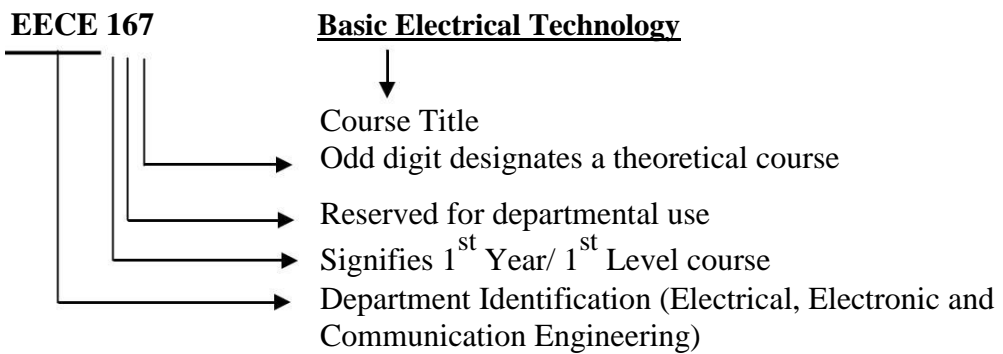 EECE 167 Basic Electrical Technology
Course Title
Odd digit designates a theoretical course
Reserved for departmental use
Signifies 1st Year/ 1st Level course
Department Identification (Electrical, Electronic and
Communication Engineering)